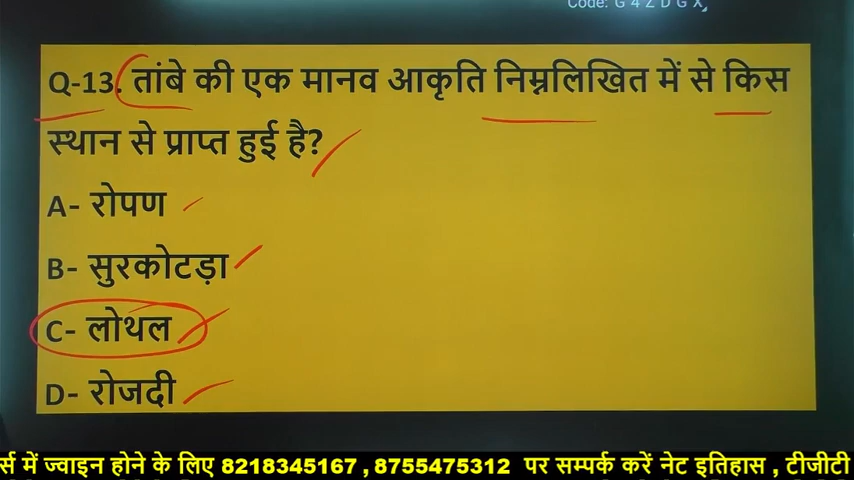 Code: G 4 Z D G X
Q-13. तांबे की एक मानव आकृति निम्नलिखित में से किस
स्थान से प्राप्त हुई है?
A- रोपण
B- सुरकोटड़ा
C- लोथल
D- रोजदी
र्स में ज्वाइन होने के लिए 8218345167 , 8755475312 पर सम्पर्क करें नेट इतिहास , टीजीटी